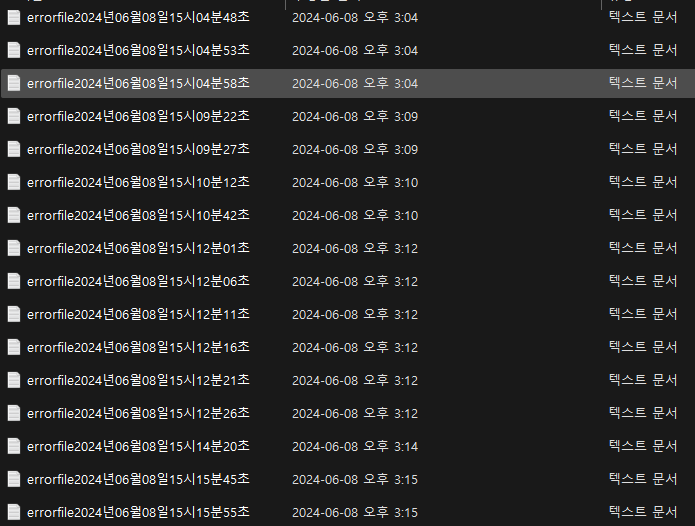 errorfile2024년06월08일15시04분48초 2024-06-08 오후 3:04 텍스트 문서
errorfile2024년06월08일15시04분53초 2024-06-08 오후 3:04 텍스트 문서
errorfile2024년06월08일15시04분58초 2024-06-08 오후 3:04 텍스트 문서
errorfile2024년06월08일15시09분22초 2024-06-08 오후 3:09 텍스트 문서
errorfile2024년06월08일15시09분27초 2024-06-08 오후 3:09 텍스트 문서
errorfile2024년06월08일15시10분12초 2024-06-08 오후 3:10 텍스트 문서
errorfile2024년06월08일15시10분42초 2024-06-08 오후 3:10 텍스트 문서
errorfile2024년06월08일15시12분01초 2024-06-08 오후 3:12 텍스트 문서
errorfile2024년06월08일15시12분06초 2024-06-08 오후 3:12 텍스트 문서
errorfile2024년06월08일15시12분11초 2024-06-08 오후 3:12 텍스트 문서
errorfile2024년06월08일15시12분16초 2024-06-08 오후 3:12 텍스트 문서
errorfile2024년06월08일15시12분21초 2024-06-08 오후 3:12 텍스트 문서
errorfile2024년06월08일15시12분26초 2024-06-08 오후 3:12 텍스트 문서
errorfile2024년06월08일15시14분20초 2024-06-08 오후 3:14 텍스트 문서
errorfile2024년06월08일15시15분45초 2024-06-08 오후 3:15 텍스트 문서
errorfile2024년06월08일15시15분55초 2024-06-08 오후 3:15 텍스트 문서